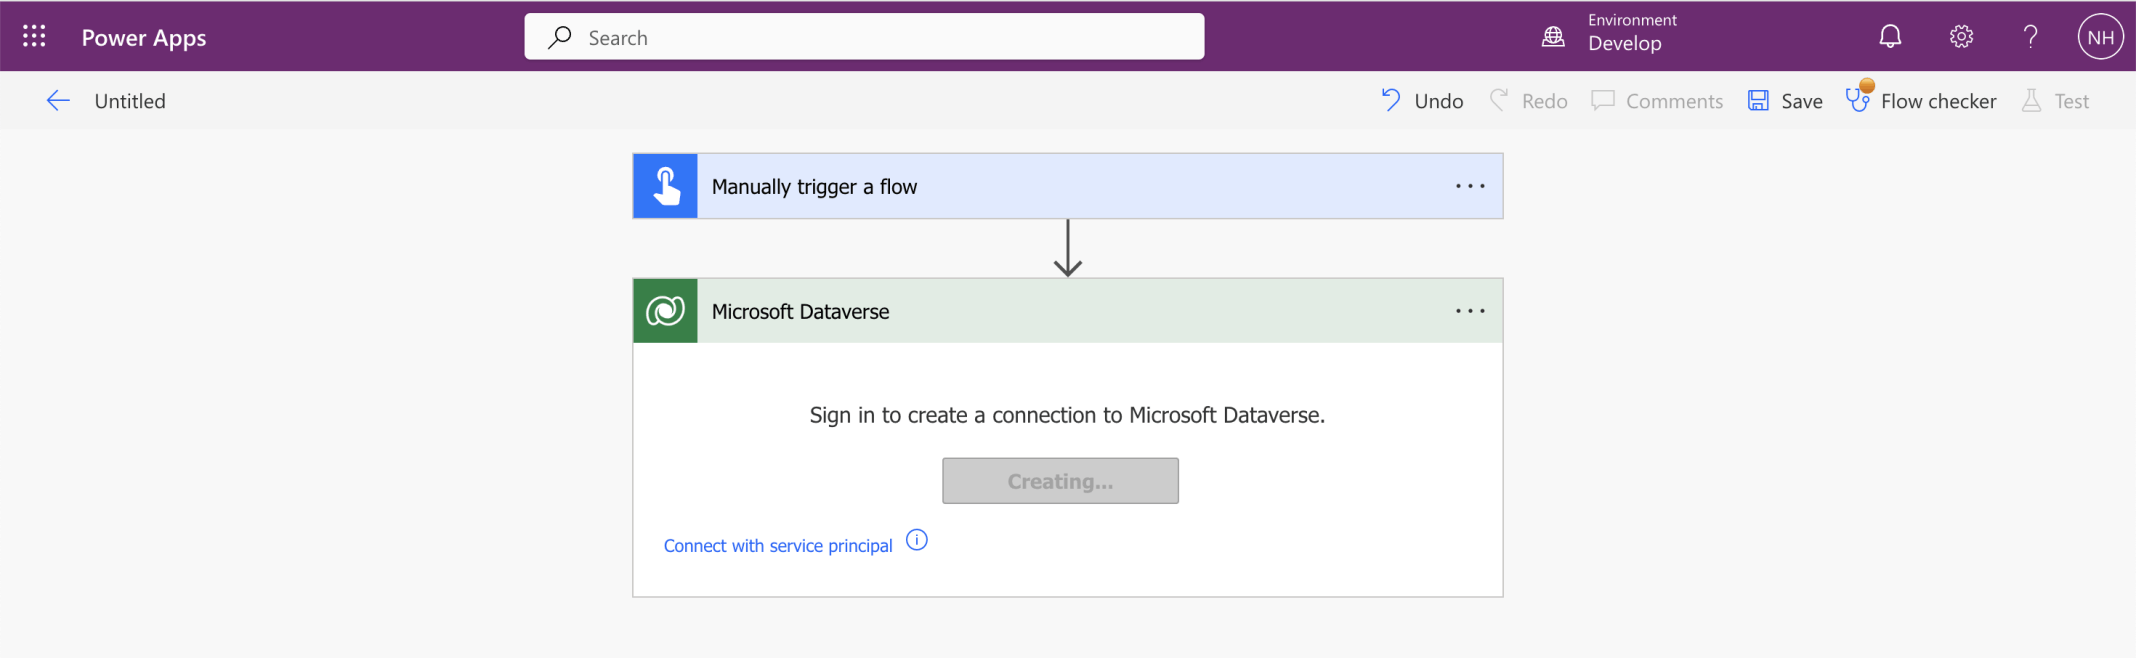 Power Apps
Search
Environment
Develop
?
NH
Untitled
Undo
Redo
Comments
Save
Flow checker
Test
Manually trigger a flow
...
Microsoft Dataverse
...
Sign in to create a connection to Microsoft Dataverse.
Creating...
Connect with service principal